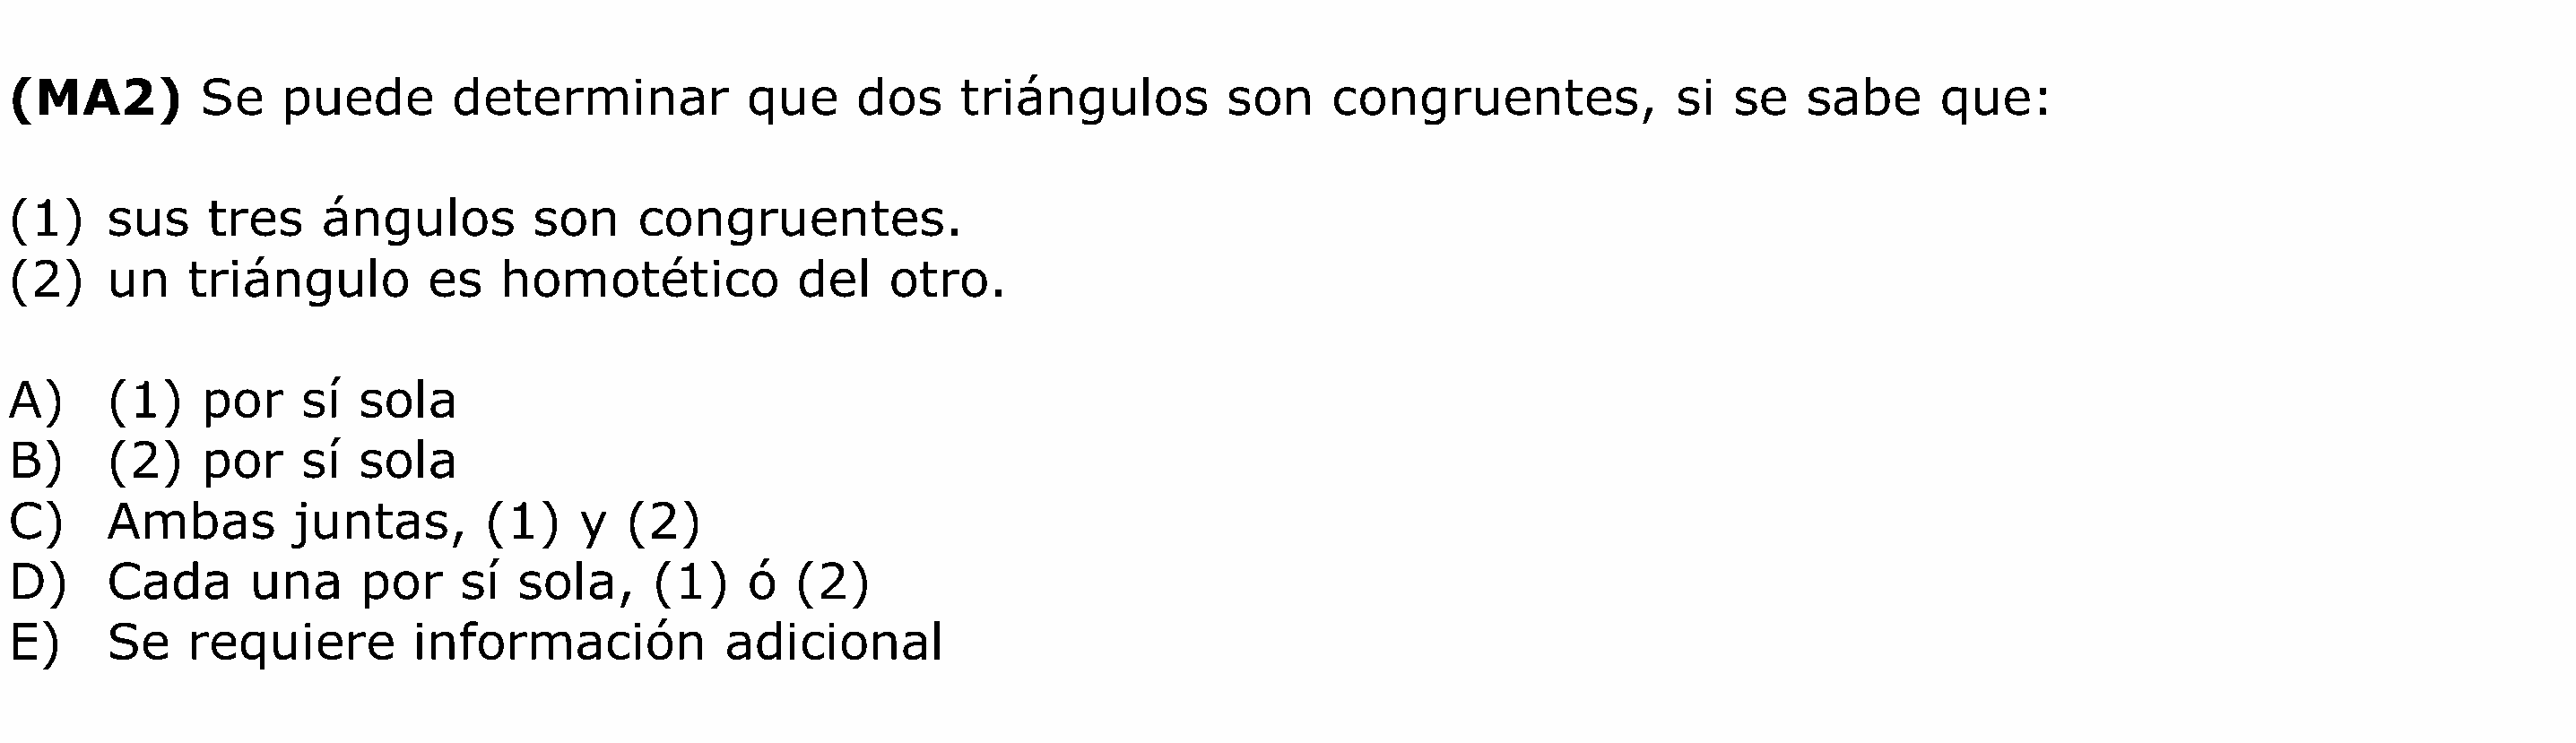 (MA2) Se puede determinar que dos triángulos son congruentes, si se sabe que:
(1) sus tres ángulos son congruentes.
(2) un triángulo es homotético del otro.
A) (1) por sí sola
B) (2) por sí sola
C) Ambas juntas, (1) y (2)
D) Cada una por sí sola, (1) ó (2)
E) Se requiere información adicional